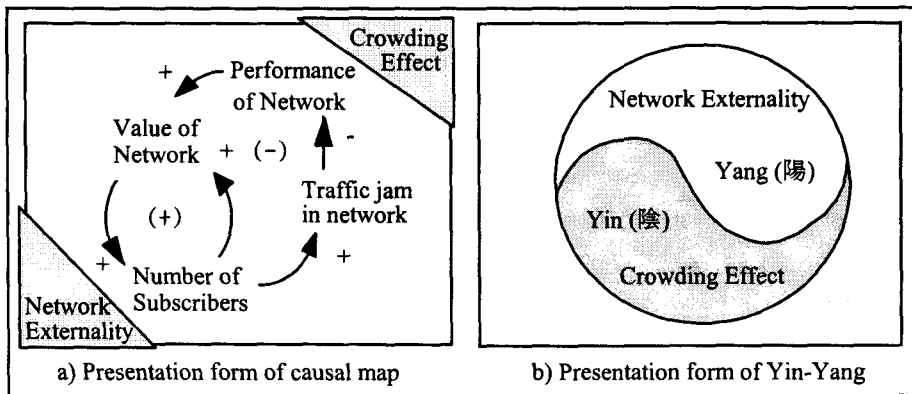 Crowding
Effect
+
Performance
of Network
Value of
Network
+
(-)
-
Traffic jam
in network
(+)
+
+
Number of
Subscribers
Network
Externality
a) Presentation form of causal map
Network Externality
Yang (陽)
Yin (陰)
Crowding Effect
b) Presentation form of Yin-Yang